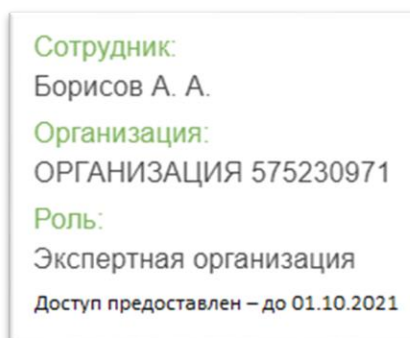 Сотрудник:
Борисов А. А.
Организация:
ОРГАНИЗАЦИЯ 575230971
Роль:
Экспертная организация
Доступ предоставлен – до 01.10.2021